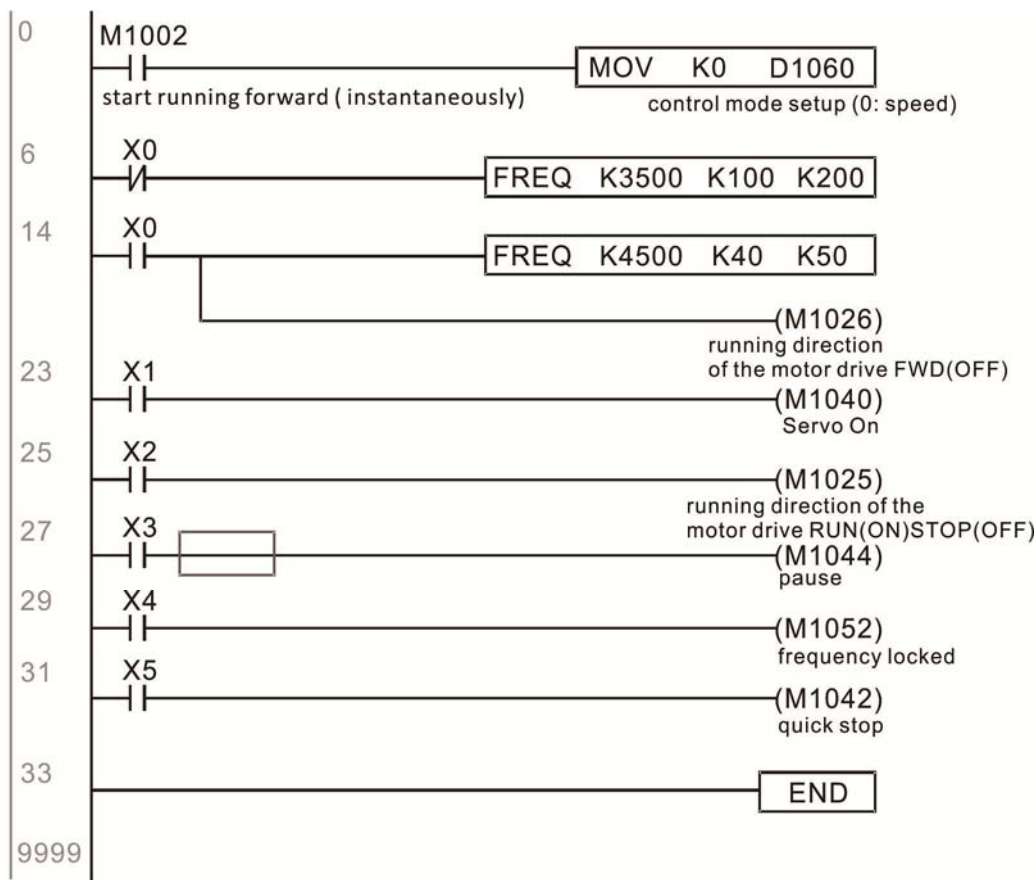 0
M1002
MOV K0 D1060
start running forward ( instantaneously)
control mode setup (0: speed)
6
X0
FREQ K3500 K100 K200
14
X0
FREQ K4500 K40 K50
(M1026)
running direction
of the motor drive FWD(OFF)
23
X1
(M1040)
Servo On
25
X2
(M1025)
running direction of the
motor drive RUN(ON)STOP(OFF)
27
X3
(M1044)
pause
29
X4
(M1052)
frequency locked
31
X5
(M1042)
quick stop
33
END
9999